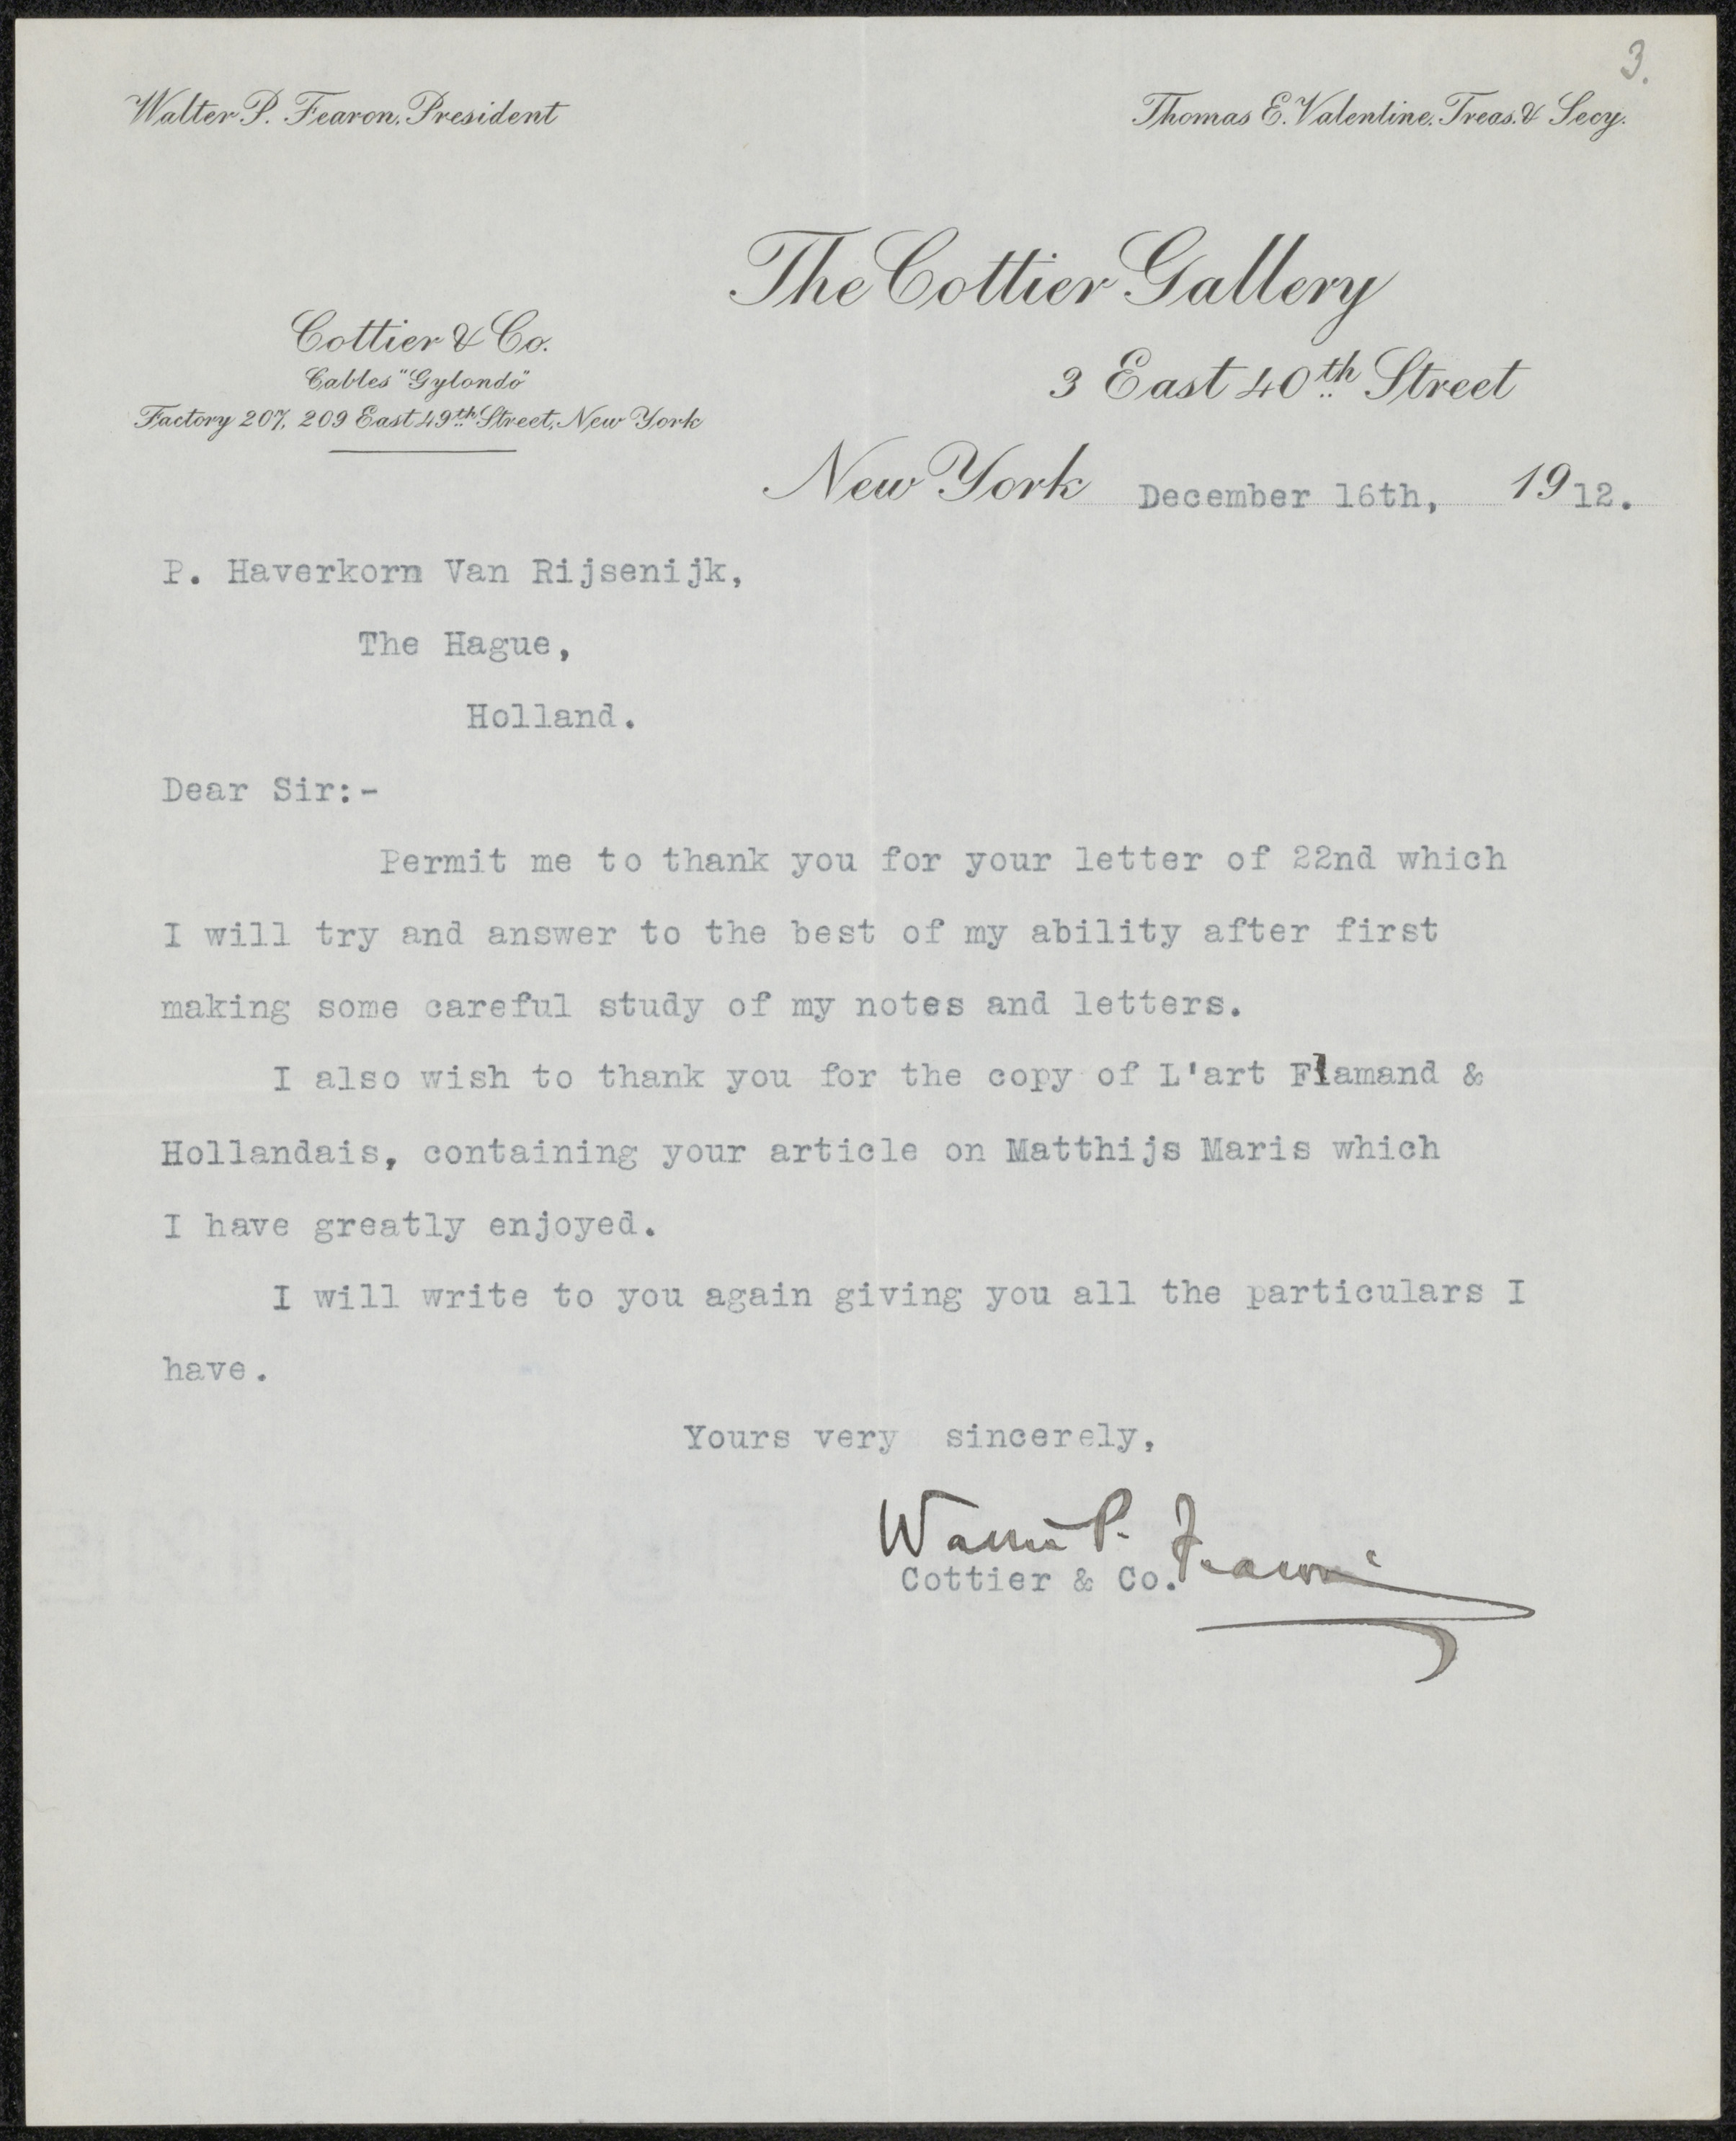 3.
Walter P. Fearon, President
Thomas E. Valentine, Treas. & Secy.
The Cottier Gallery
Cottier & Co.
Cables "Gylondo"
Factory 207, 209 East 49th Street, New York
3 East 40th Street
New York December 16th, 1912.
P. Haverkorn Van Rijsenijk,
The Hague,
Holland.
Dear Sir:-
Permit me to thank you for your letter of 22nd which
I will try and answer to the best of my ability after first
making some careful study of my notes and letters.
I also wish to thank you for the copy of L'art Flamand &
Hollandais, containing your article on Matthijs Maris which
I have greatly enjoyed.
I will write to you again giving you all the particulars I
have.
Yours very sincerely,
Walter P. Fearon
Cottier & Co.